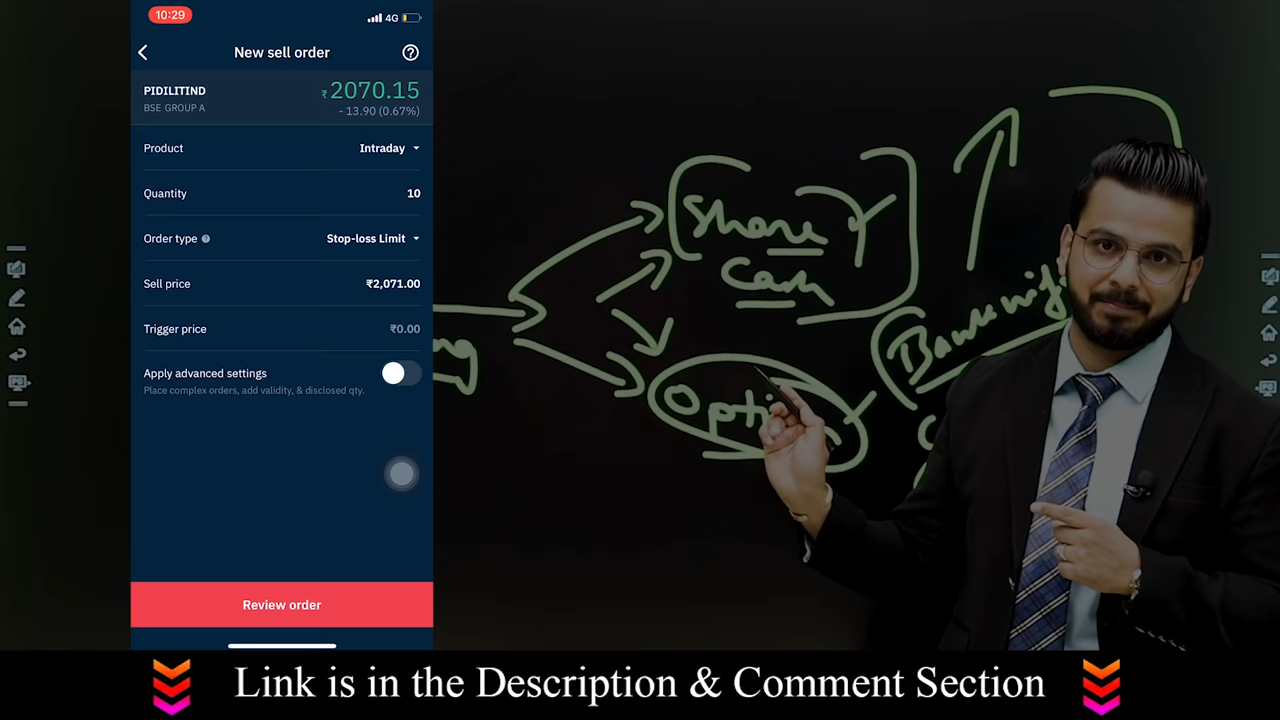 10:29
4G
New sell order
PIDILITIND
₹2070.15
BSE GROUP A
- 13.90 (0.67%)
Product
Intraday
Quantity
10
Order type
Stop-loss Limit
Sell price
₹2,071.00
Trigger price
₹0.00
Apply advanced settings
Place complex orders, add validity, & disclosed qty.
Review order
Share
Cash
Link is in the Description & Comment Section